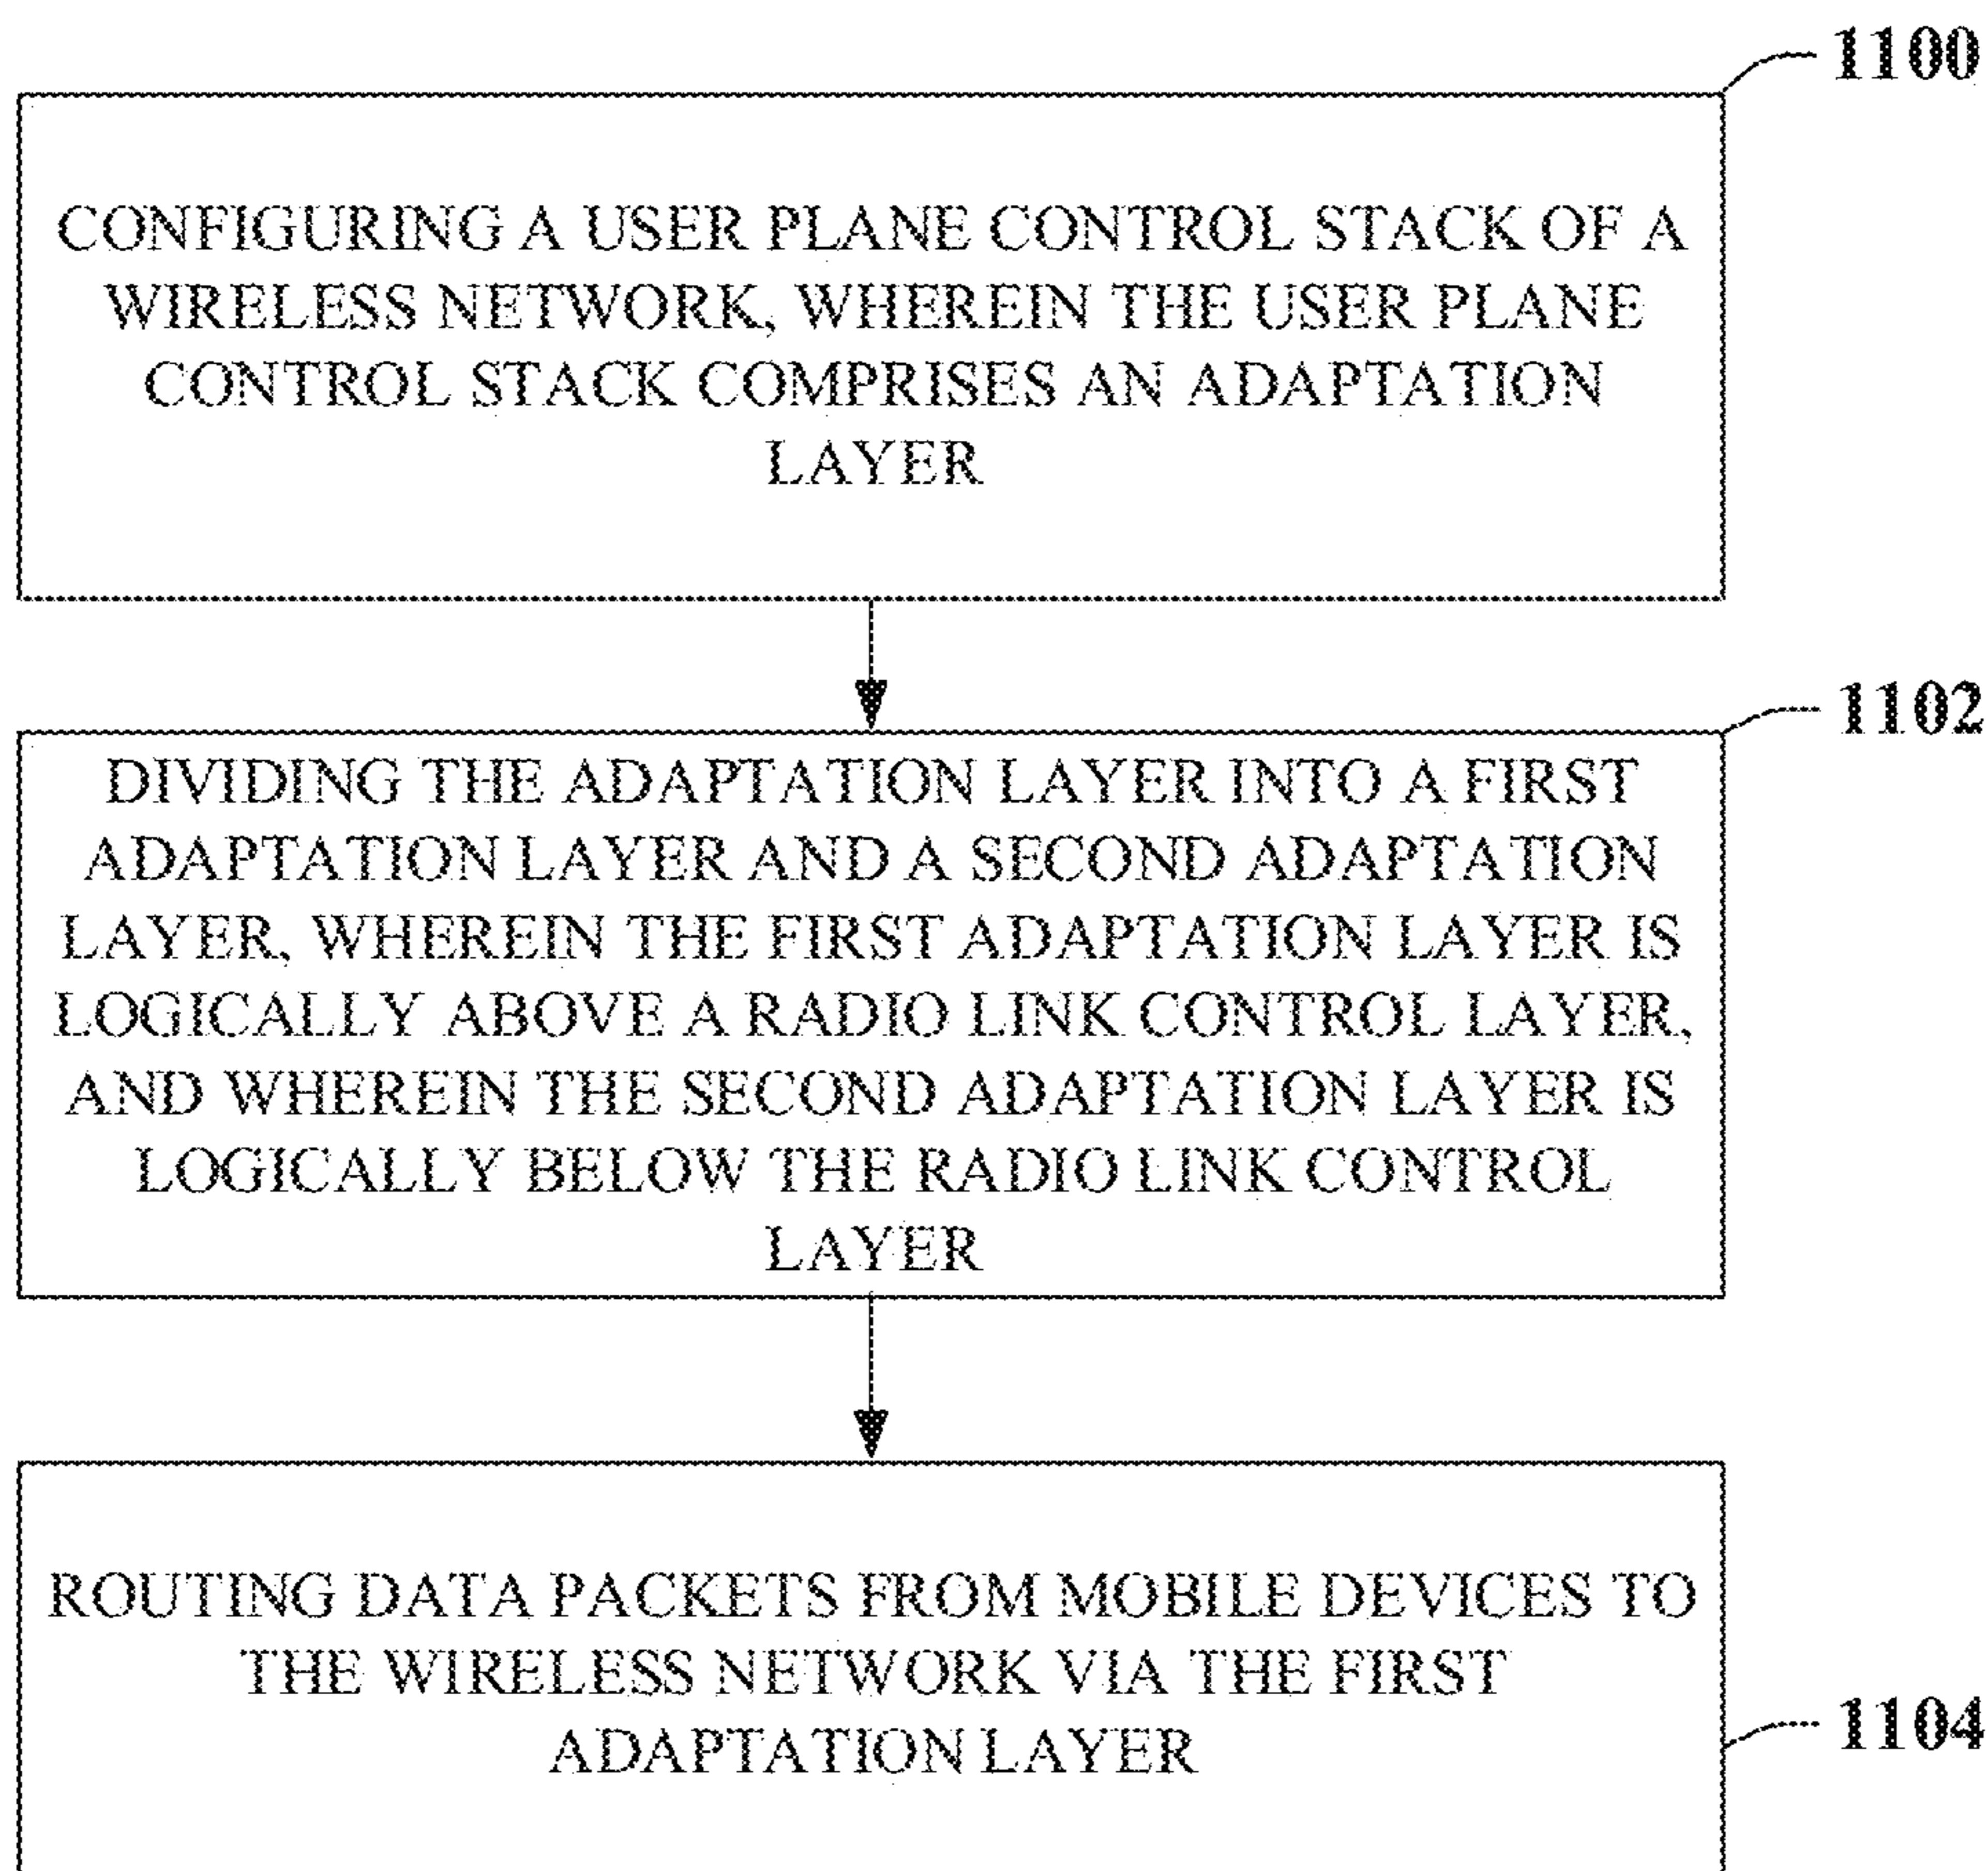 1100
CONFIGURING A USER PLANE CONTROL STACK OF A
WIRELESS NETWORK, WHEREIN THE USER PLANE
CONTROL STACK COMPRISES AN ADAPTATION
LAYER
1102
DIVIDING THE ADAPTATION LAYER INTO A FIRST
ADAPTATION LAYER AND A SECOND ADAPTATION
LAYER, WHEREIN THE FIRST ADAPTATION LAYER IS
LOGICALLY ABOVE A RADIO LINK CONTROL LAYER,
AND WHEREIN THE SECOND ADAPTATION LAYER IS
LOGICALLY BELOW THE RADIO LINK CONTROL
LAYER
ROUTING DATA PACKETS FROM MOBILE DEVICES TO
THE WIRELESS NETWORK VIA THE FIRST
ADAPTATION LAYER
1104